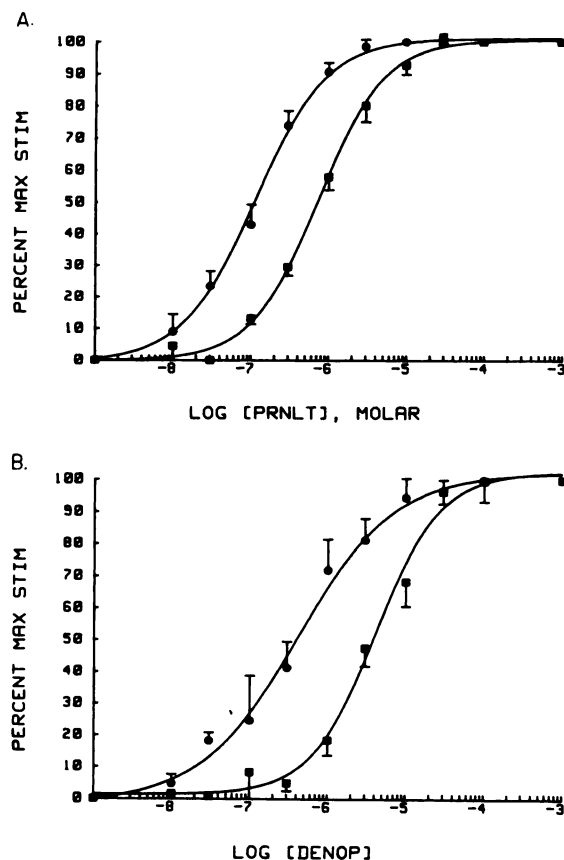 A.
PERCENT MAX STIM
100
90
80
70
60
50
40
30
20
10
0
-8 -7 -6 -5 -4 -3
LOG [PRNLT], MOLAR
B.
PERCENT MAX STIM
100
90
80
70
60
50
40
30
20
10
0
-8 -7 -6 -5 -4 -3
LOG [DENOP]